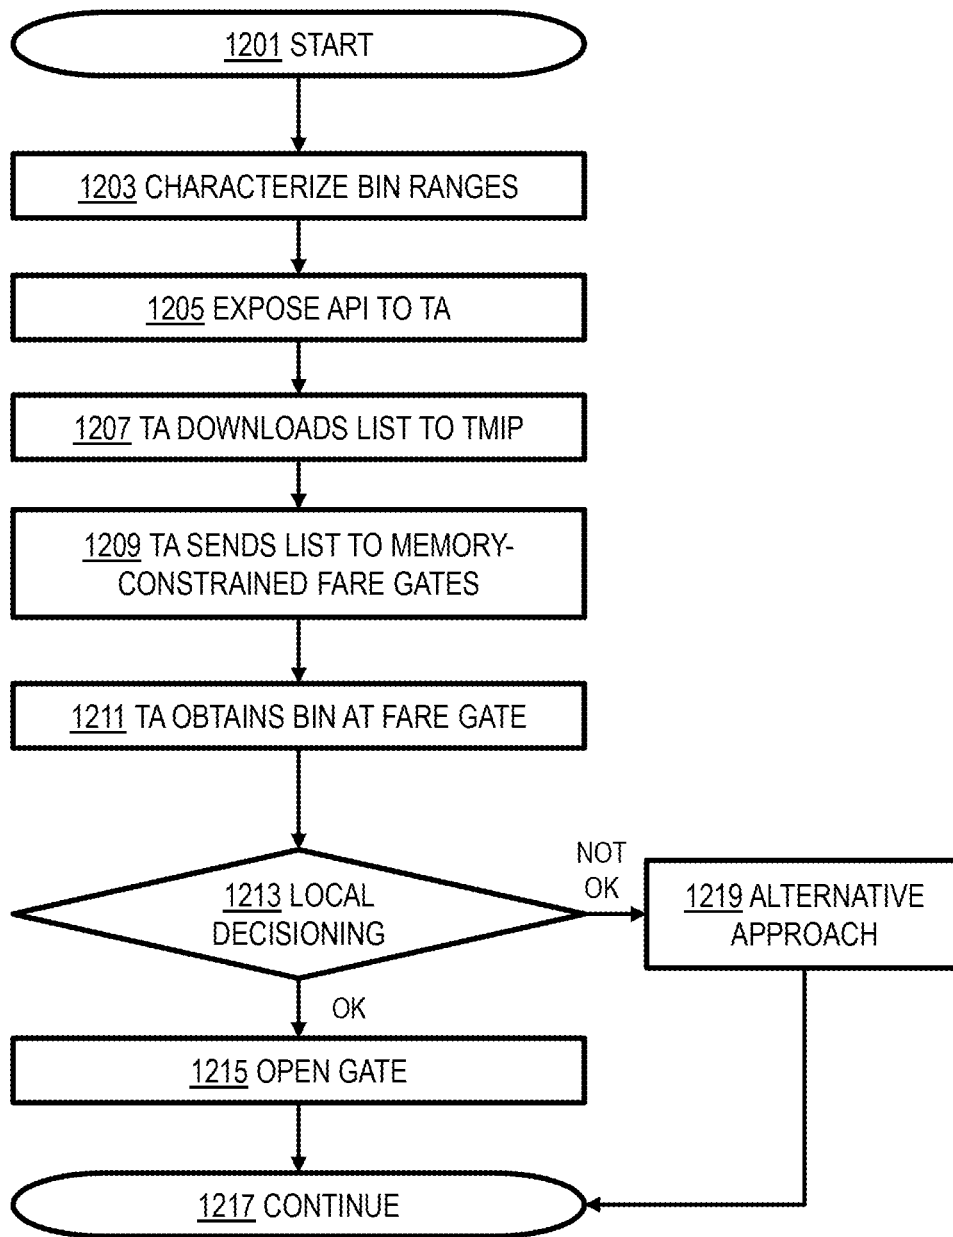 1201 START
1203 CHARACTERIZE BIN RANGES
1205 EXPOSE API TO TA
1207 TA DOWNLOADS LIST TO TMIP
1209 TA SENDS LIST TO MEMORY-
CONSTRAINED FARE GATES
1211 TA OBTAINS BIN AT FARE GATE
1213 LOCAL
DECISIONING
NOT
OK
1219 ALTERNATIVE
APPROACH
OK
1215 OPEN GATE
1217 CONTINUE